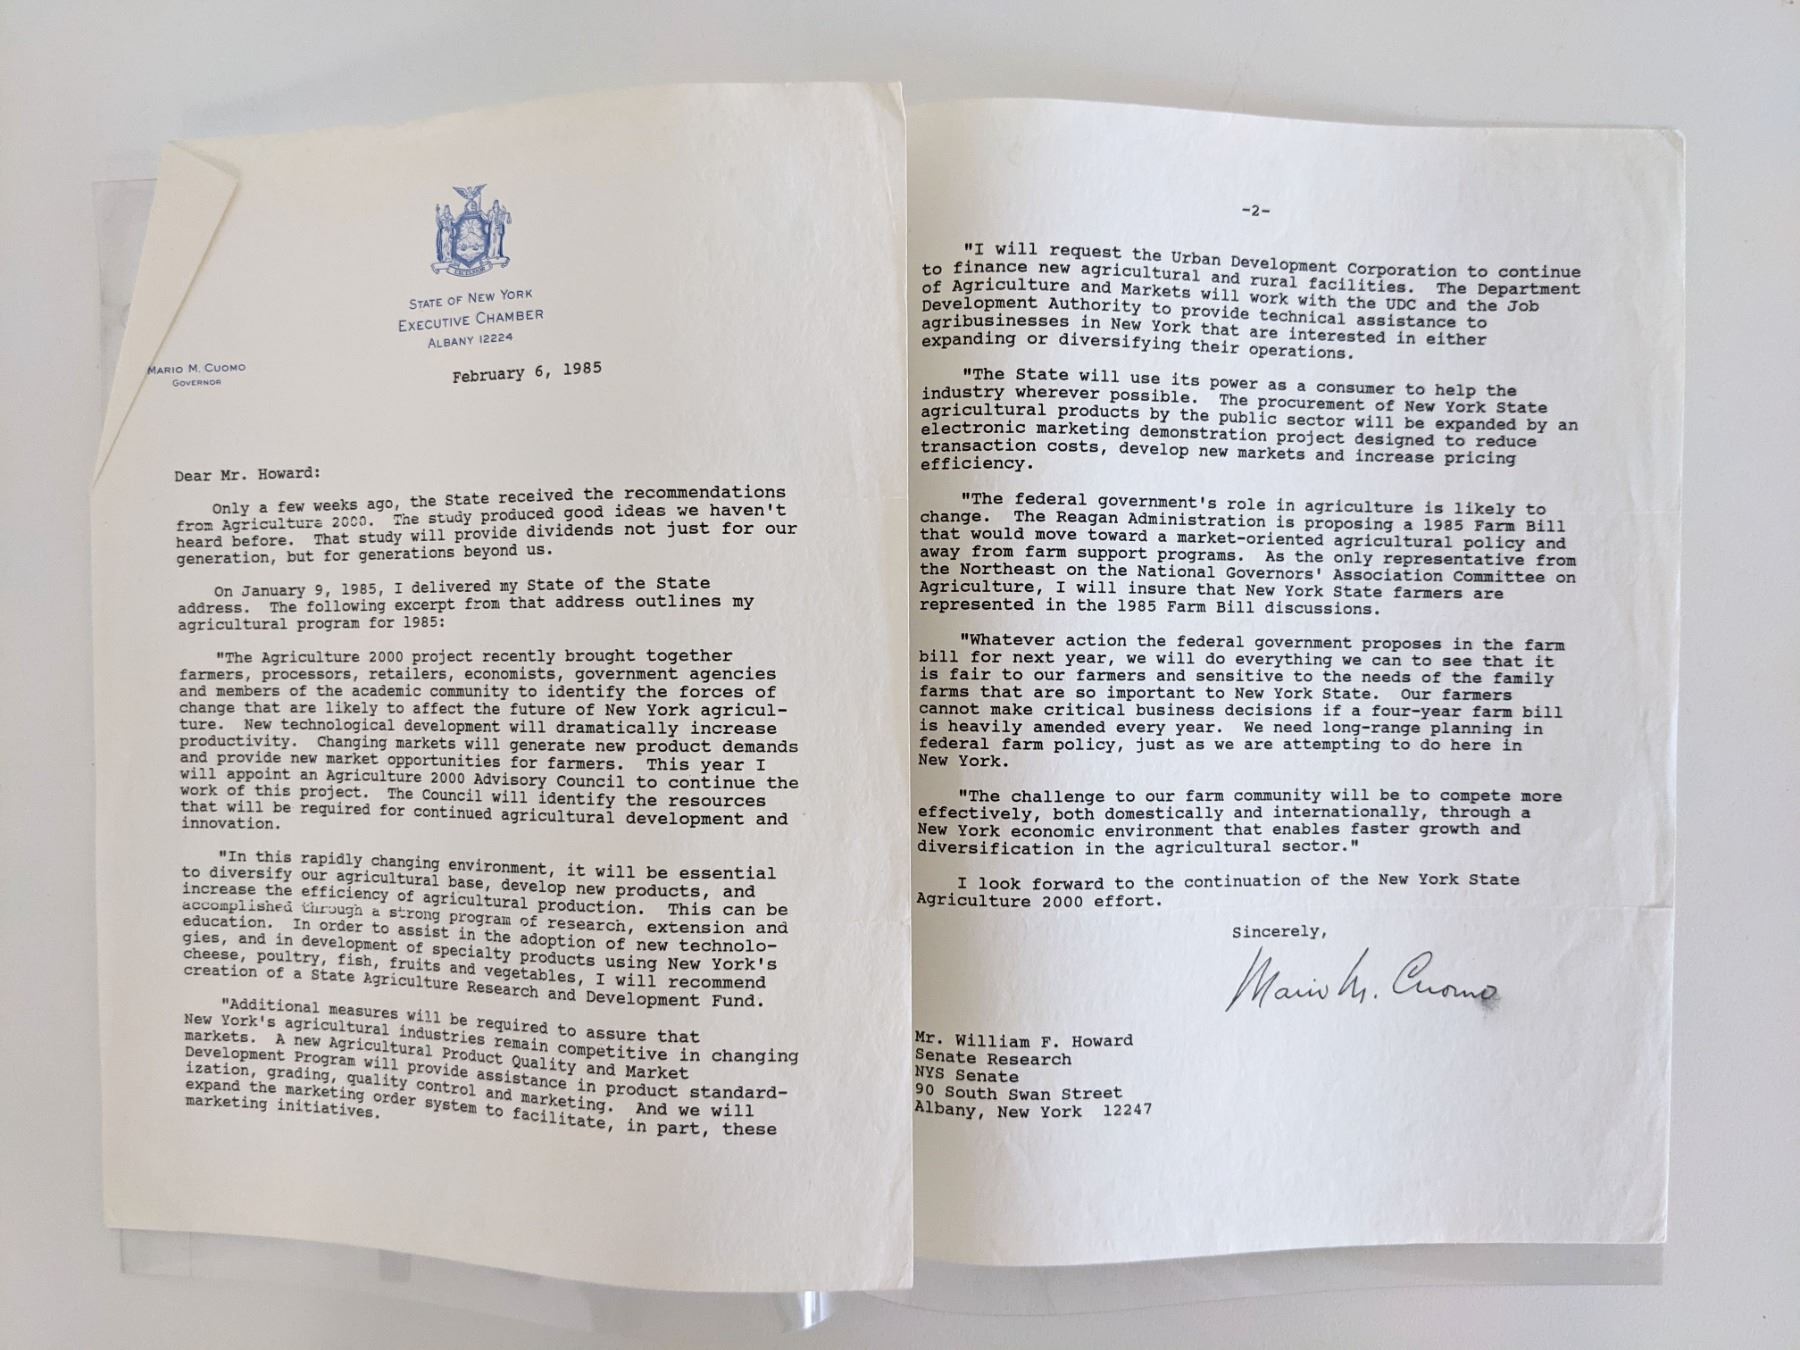 STATE OF NEW YORK
EXECUTIVE CHAMBER
ALBANY 12224
MARIO M. CUOMO
GOVERNOR
February 6, 1985
Dear Mr. Howard:
Only a few weeks ago, the State received the recommendations
from Agriculture 2000. The study produced good ideas we haven't
heard before. That study will provide dividends not just for our
generation, but for generations beyond us.
On January 9, 1985, I delivered my State of the State
address. The following excerpt from that address outlines my
agricultural program for 1985:
"The Agriculture 2000 project recently brought together
farmers, processors, retailers, economists, government agencies
and members of the academic community to identify the forces of
change that are likely to affect the future of New York agricul-
ture. New technological development will dramatically increase
productivity. Changing markets will generate new product demands
and provide new market opportunities for farmers. This year I
will appoint an Agriculture 2000 Advisory Council to continue the
work of this project. The Council will identify the resources
that will be required for continued agricultural development and
innovation.
"In this rapidly changing environment, it will be essential
to diversify our agricultural base, develop new products, and
increase the efficiency of agricultural production. This can be
accomplished through a strong program of research, extension and
education. In order to assist in the adoption of new technolo-
gies, and in development of specialty products using New York's
cheese, poultry, fish, fruits and vegetables, I will recommend
creation of a State Agriculture Research and Development Fund.
"Additional measures will be required to assure that
New York's agricultural industries remain competitive in changing
markets. A new Agricultural Product Quality and Market
Development Program will provide assistance in product standard-
ization, grading, quality control and marketing. And we will
expand the marketing order system to facilitate, in part, these
marketing initiatives.
-2-
"I will request the Urban Development Corporation to continue
to finance new agricultural and rural facilities. The Department
of Agriculture and Markets will work with the UDC and the Job
Development Authority to provide technical assistance to
agribusinesses in New York that are interested in either
expanding or diversifying their operations.
"The State will use its power as a consumer to help the
industry wherever possible. The procurement of New York State
agricultural products by the public sector will be expanded by an
electronic marketing demonstration project designed to reduce
transaction costs, develop new markets and increase pricing
efficiency.
"The federal government's role in agriculture is likely to
change. The Reagan Administration is proposing a 1985 Farm Bill
that would move toward a market-oriented agricultural policy and
away from farm support programs. As the only representative from
the Northeast on the National Governors' Association Committee on
Agriculture, I will insure that New York State farmers are
represented in the 1985 Farm Bill discussions.
"Whatever action the federal government proposes in the farm
bill for next year, we will do everything we can to see that it
is fair to our farmers and sensitive to the needs of the family
farms that are so important to New York State. Our farmers
cannot make critical business decisions if a four-year farm bill
is heavily amended every year. We need long-range planning in
federal farm policy, just as we are attempting to do here in
New York.
"The challenge to our farm community will be to compete more
effectively, both domestically and internationally, through a
New York economic environment that enables faster growth and
diversification in the agricultural sector."
I look forward to the continuation of the New York State
Agriculture 2000 effort.
Sincerely,
Mario M. Cuomo
Mr. William F. Howard
Senate Research
NYS Senate
90 South Swan Street
Albany, New York 12247